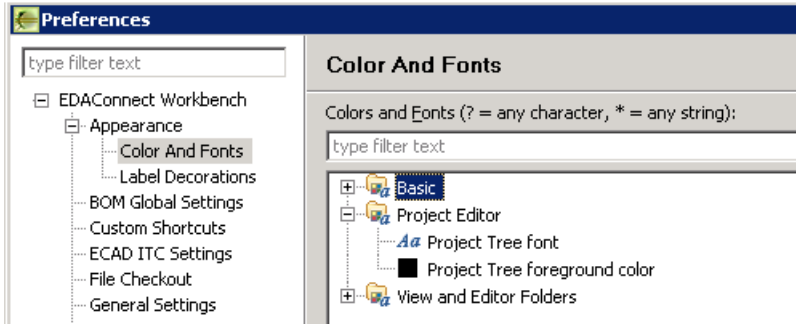 Preferences
type filter text
EDAConnect Workbench
Appearance
Color And Fonts
Label Decorations
BOM Global Settings
Custom Shortcuts
ECAD ITC Settings
File Checkout
General Settings
Color And Fonts
Colors and Fonts (? = any character, * = any string):
type filter text
Basic
Project Editor
Aa Project Tree font
Project Tree foreground color
View and Editor Folders